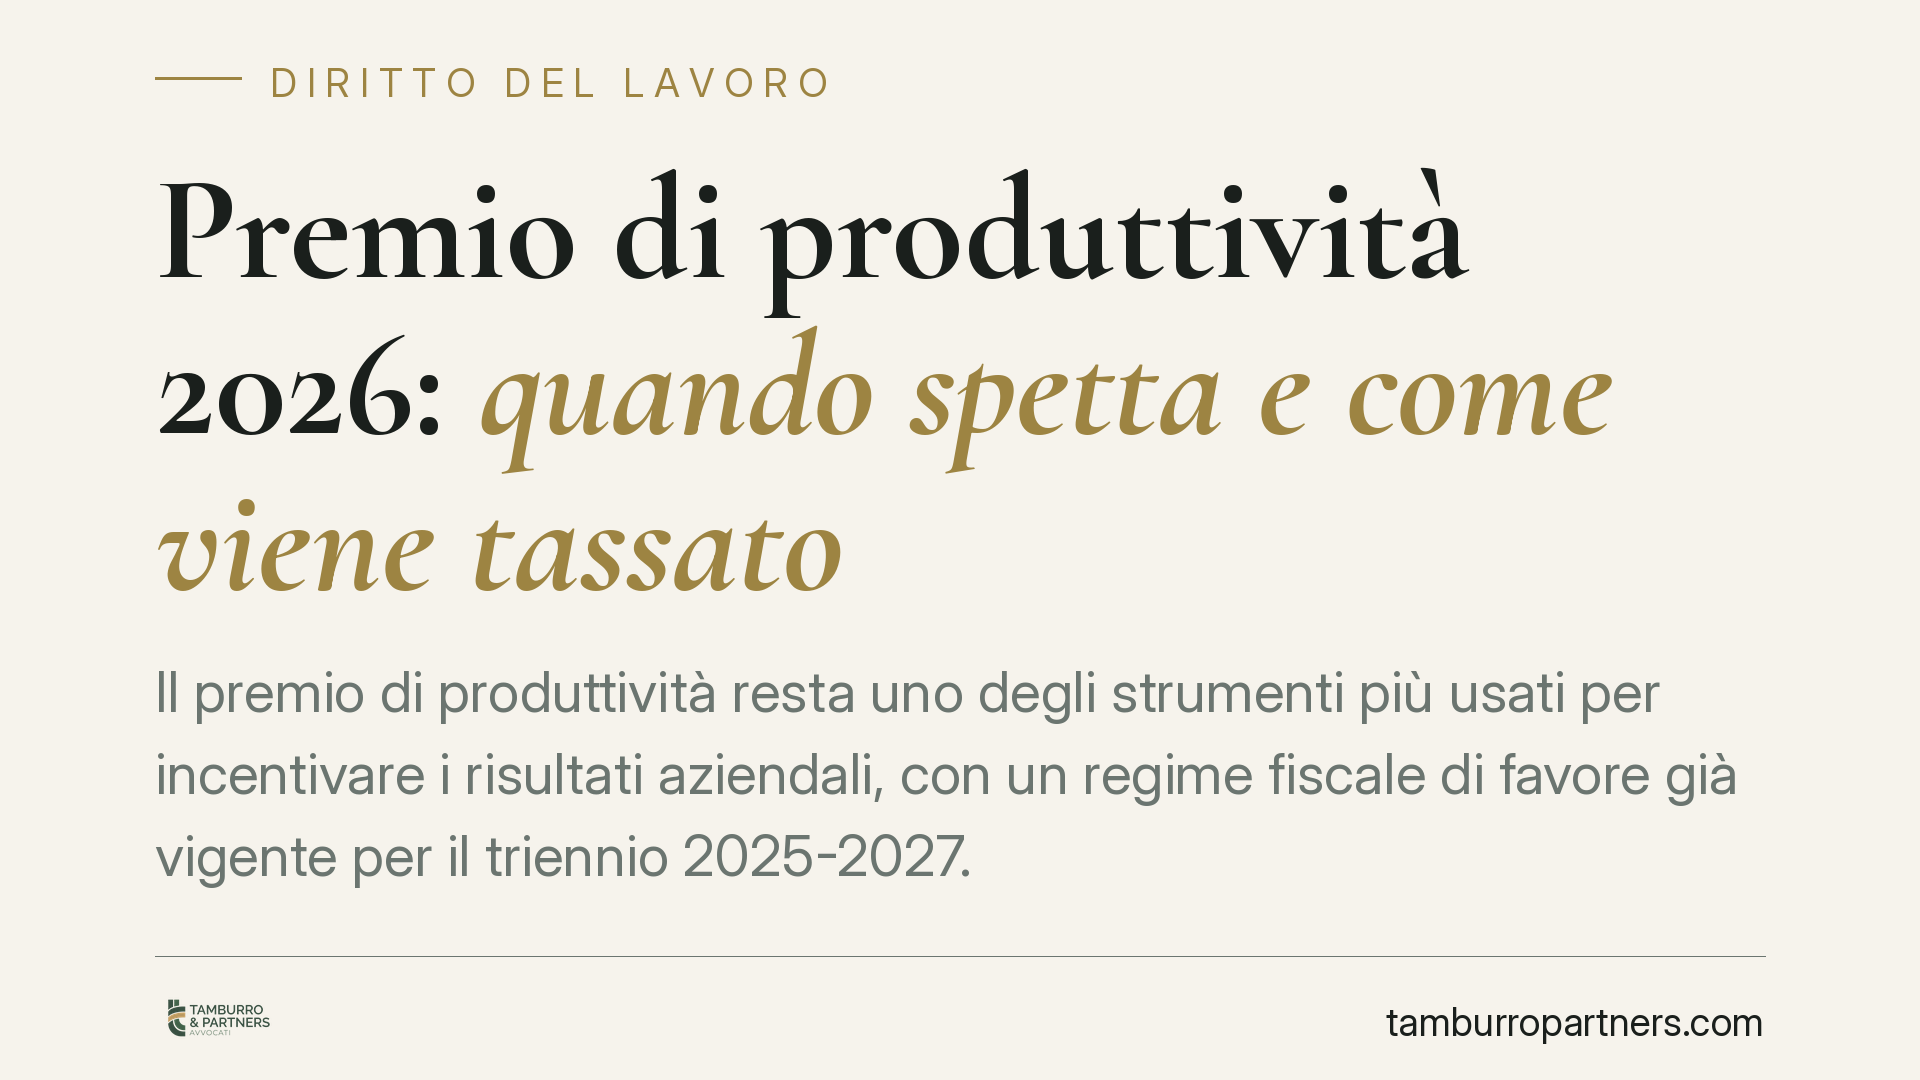 DIRITTO DEL LAVORO
Premio di produttività
2026: quando spetta e come
viene tassato
Il premio di produttività resta uno degli strumenti più usati per
incentivare i risultati aziendali, con un regime fiscale di favore già
vigente per il triennio 2025-2027.
TAMBURRO
& PARTNERS
AVVOCATI
tamburropartners.com